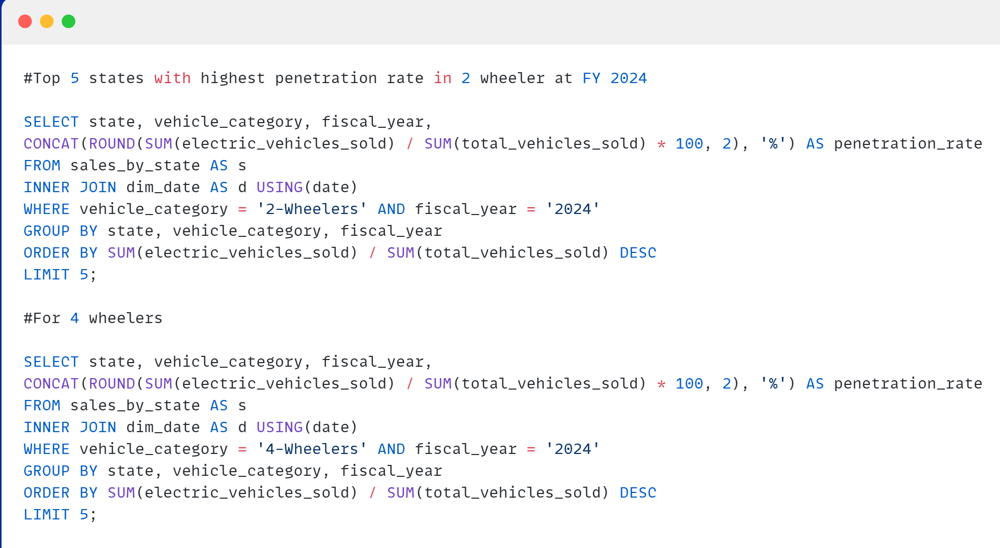 #Top 5 states with highest penetration rate in 2 wheeler at FY 2024
SELECT state, vehicle_category, fiscal_year,
CONCAT(ROUND(SUM(electric_vehicles_sold) / SUM(total_vehicles_sold) * 100, 2), '%') AS penetration_rate
FROM sales_by_state AS s
INNER JOIN dim_date AS d USING(date)
WHERE vehicle_category = '2-Wheelers' AND fiscal_year = '2024'
GROUP BY state, vehicle_category, fiscal_year
ORDER BY SUM(electric_vehicles_sold) / SUM(total_vehicles_sold) DESC
LIMIT 5;
#For 4 wheelers
SELECT state, vehicle_category, fiscal_year,
CONCAT(ROUND(SUM(electric_vehicles_sold) / SUM(total_vehicles_sold) * 100, 2), '%') AS penetration_rate
FROM sales_by_state AS s
INNER JOIN dim_date AS d USING(date)
WHERE vehicle_category = '4-Wheelers' AND fiscal_year = '2024'
GROUP BY state, vehicle_category, fiscal_year
ORDER BY SUM(electric_vehicles_sold) / SUM(total_vehicles_sold) DESC
LIMIT 5;